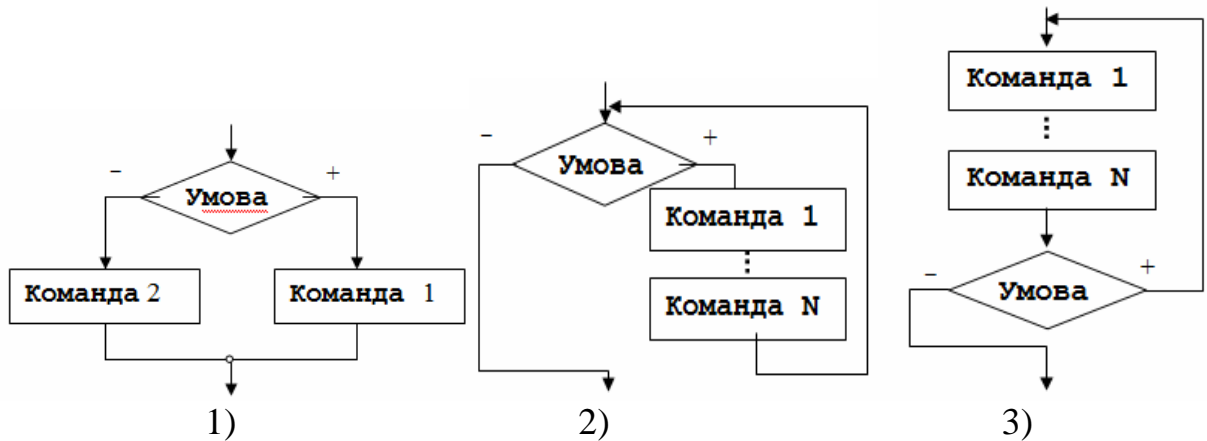 -
+
Умова
Команда 2
Команда 1
1)
-
+
Умова
Команда 1
Команда N
2)
Команда 1
Команда N
-
+
Умова
3)